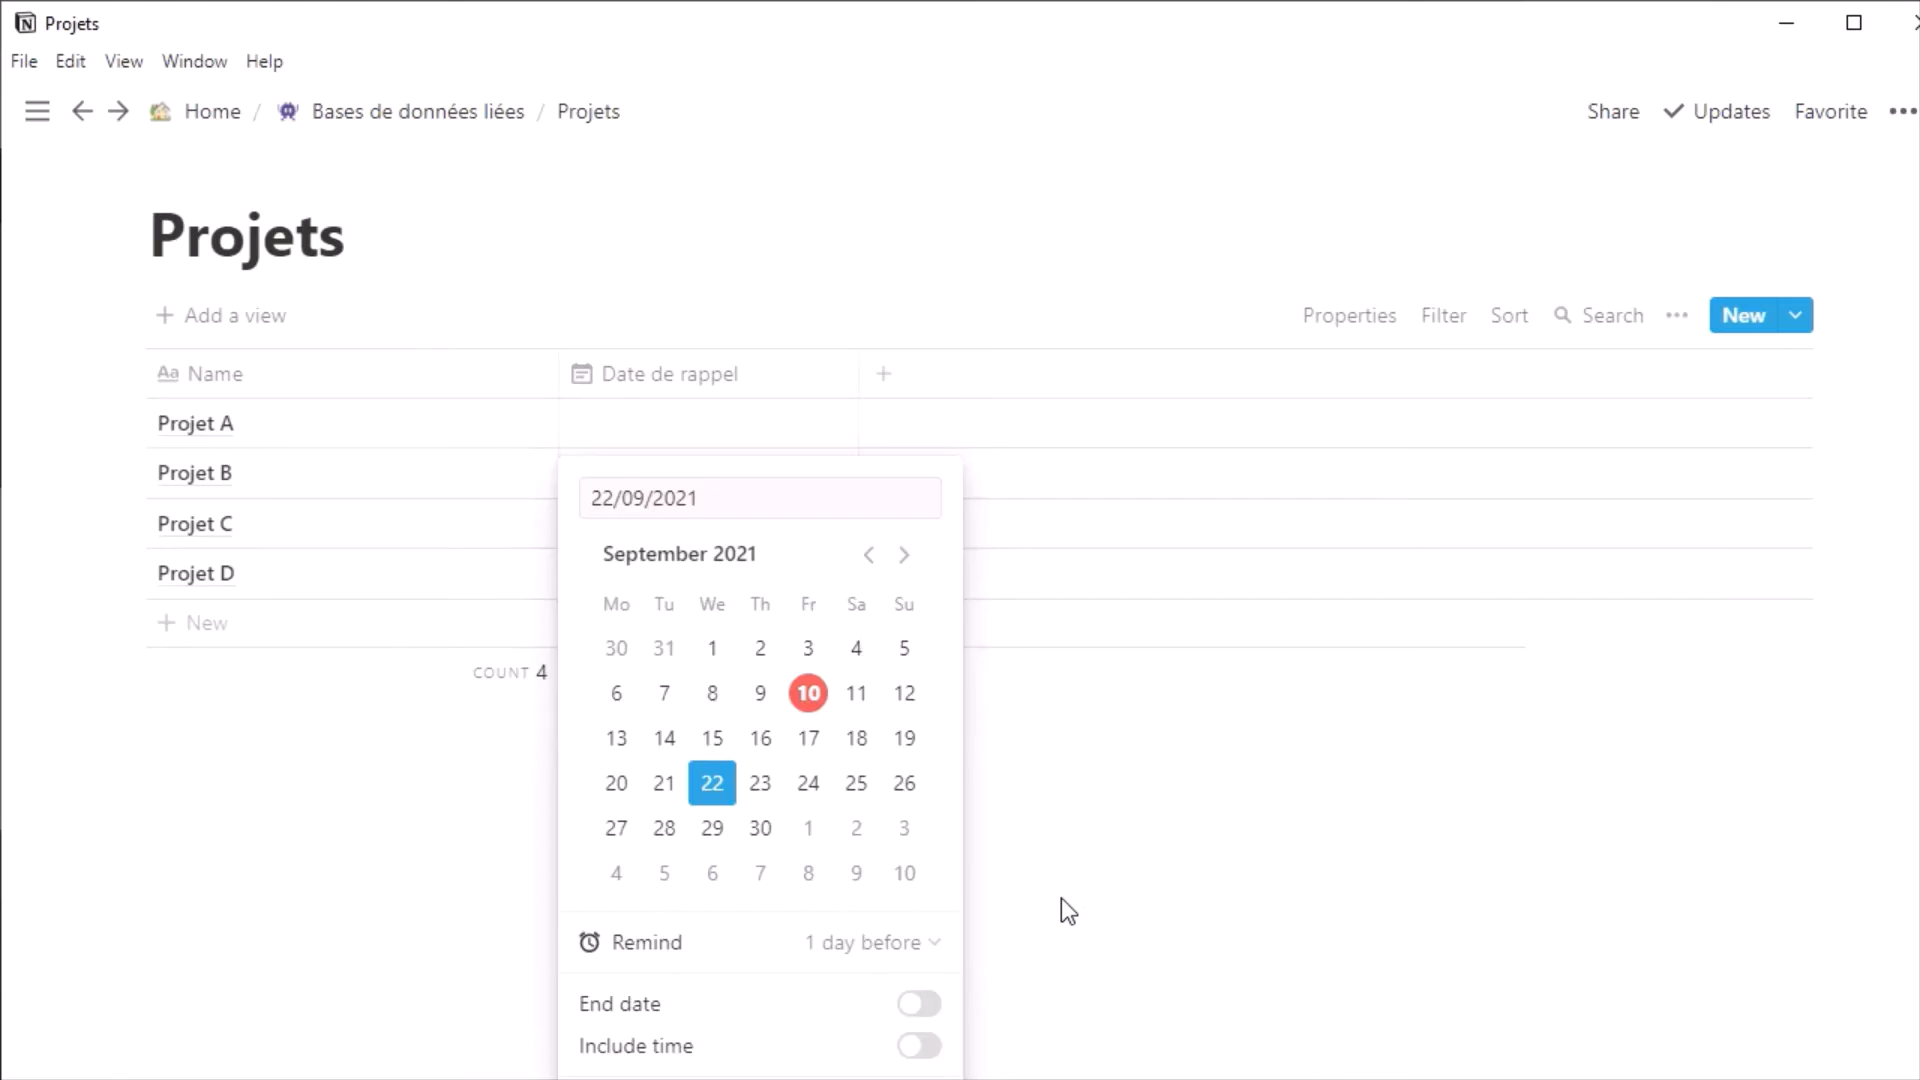 Projets
File Edit View Window Help
Home / Bases de données liées / Projets
Share Updates Favorite
Projets
Add a view
Properties Filter Sort Search New
Aa Name Date de rappel
Projet A
Projet B
Projet C
Projet D
New
COUNT 4
22/09/2021
September 2021
Mo Tu We Th Fr Sa Su
30 31 1 2 3 4 5
6 7 8 9 10 11 12
13 14 15 16 17 18 19
20 21 22 23 24 25 26
27 28 29 30 1 2 3
4 5 6 7 8 9 10
Remind 1 day before
End date
Include time